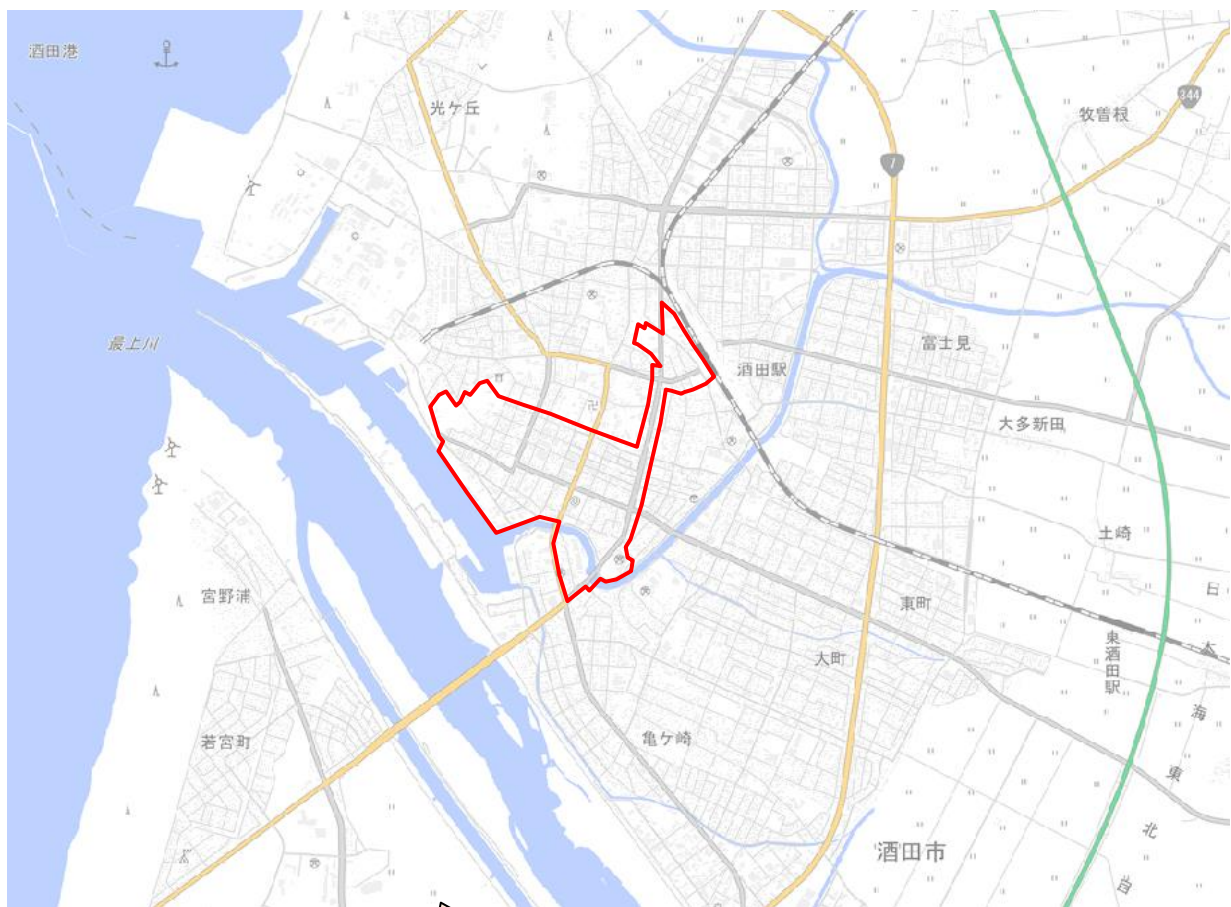 酒田港
光ケ丘
344
牧曽根
7
最上川
酒田駅
富士見
大多新田
土崎
宮野浦
東町
大町
東酒田駅
日本海東北自
若宮町
亀ケ崎
酒田市